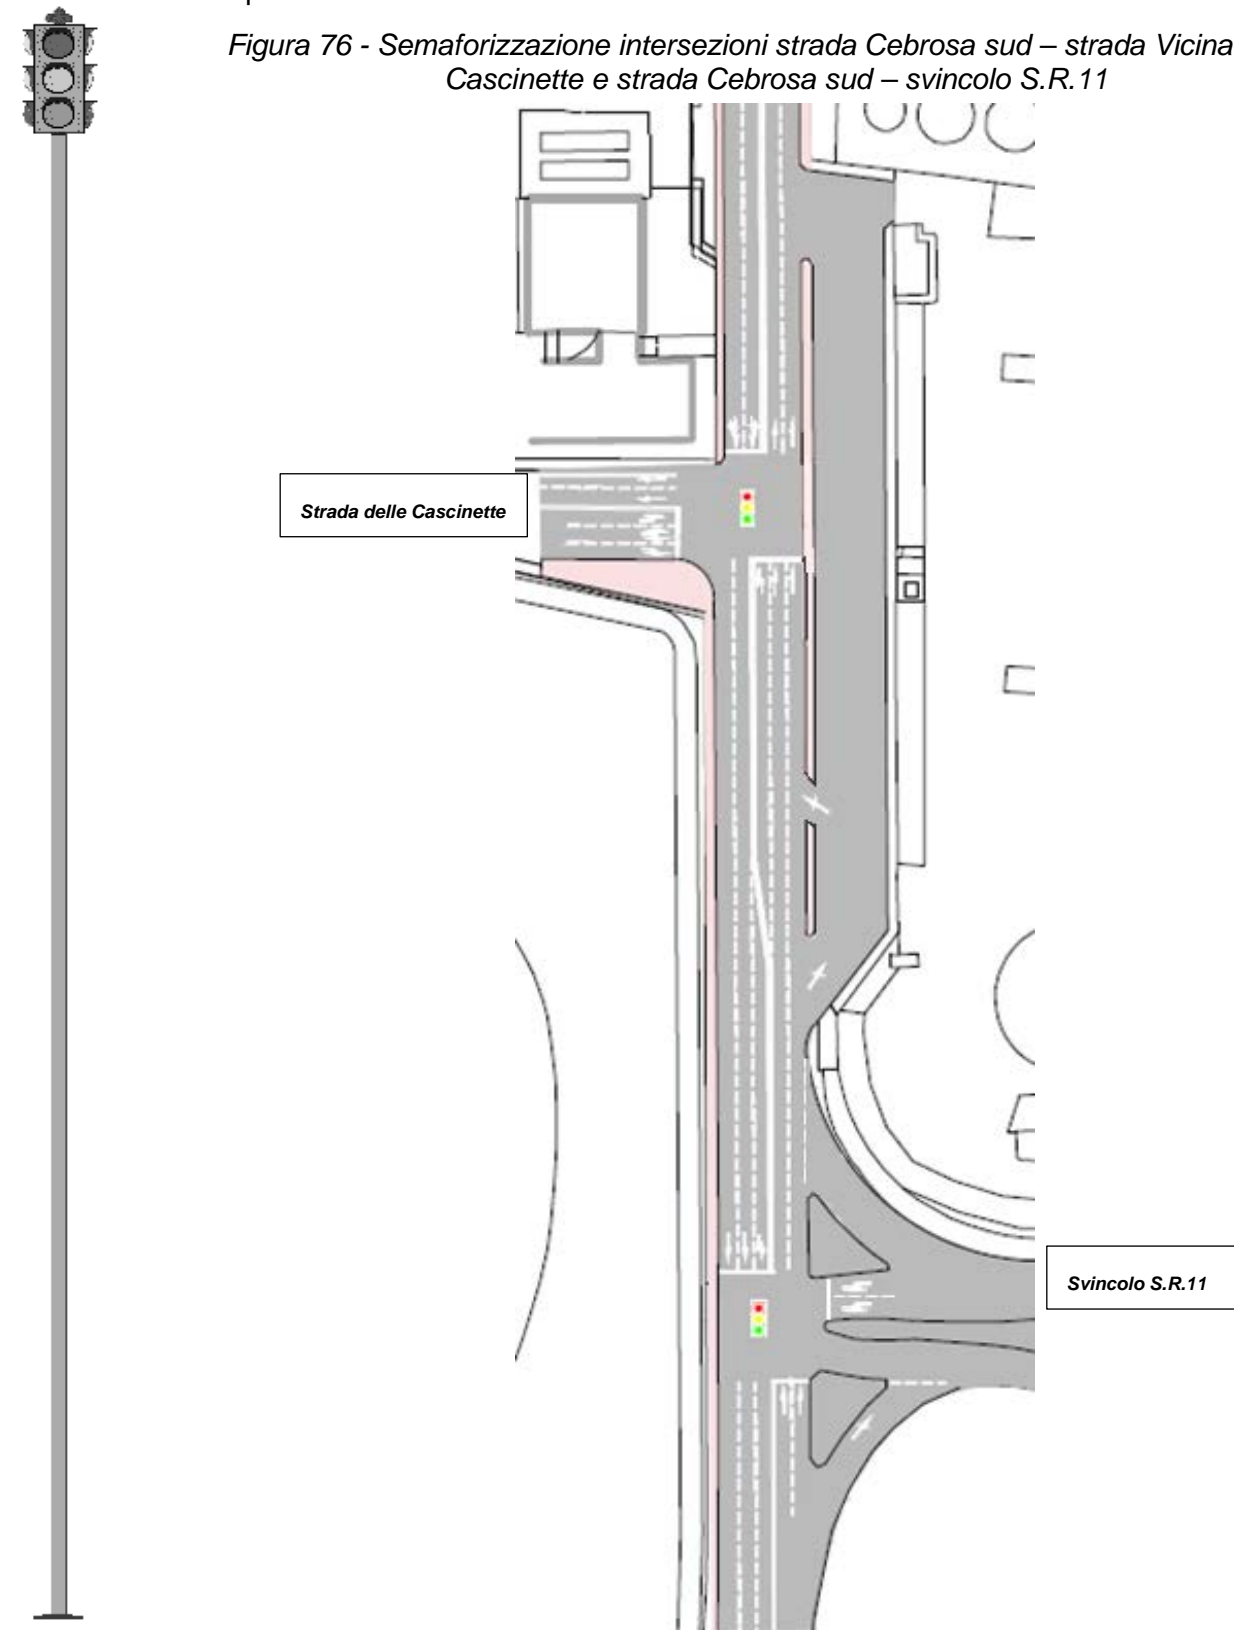 Figura 76 - Semaforizzazione intersezioni strada Cebrosa sud – strada Vicina
Cascinette e strada Cebrosa sud – svincolo S.R.11
Strada delle Cascinette
Svincolo S.R.11